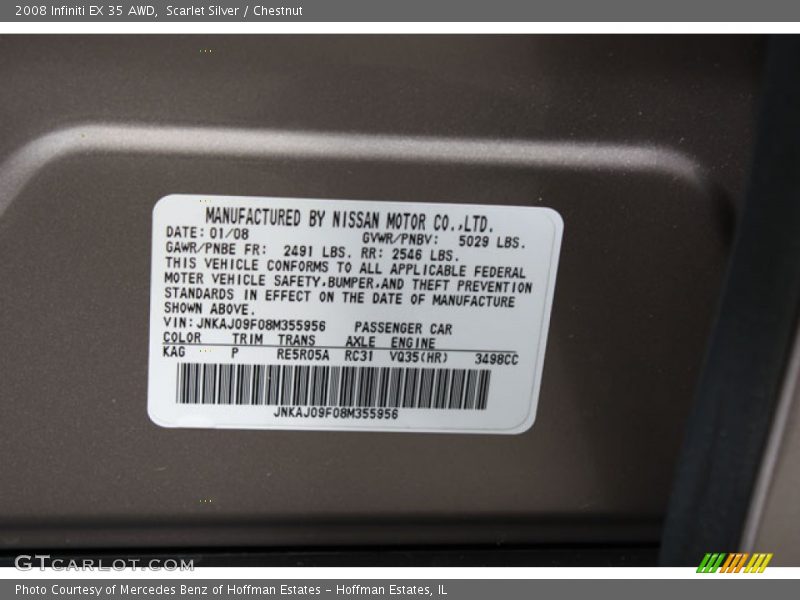 2008 Infiniti EX 35 AWD, Scarlet Silver / Chestnut
MANUFACTURED BY NISSAN MOTOR CO.,LTD.
DATE: 01/08 GVWR/PNBV: 5029 LBS.
GAWR/PNBE FR: 2491 LBS. RR: 2546 LBS.
THIS VEHICLE CONFORMS TO ALL APPLICABLE FEDERAL
MOTER VEHICLE SAFETY,BUMPER,AND THEFT PREVENTION
STANDARDS IN EFFECT ON THE DATE OF MANUFACTURE
SHOWN ABOVE.
VIN: JNKAJ09F08M355956 PASSENGER CAR
COLOR TRIM TRANS AXLE ENGINE
KAG P RE5R05A RC31 VQ35(HR) 3498CC
JNKAJ09F08M355956
GTCARLOT.COM
Photo Courtesy of Mercedes Benz of Hoffman Estates - Hoffman Estates, IL